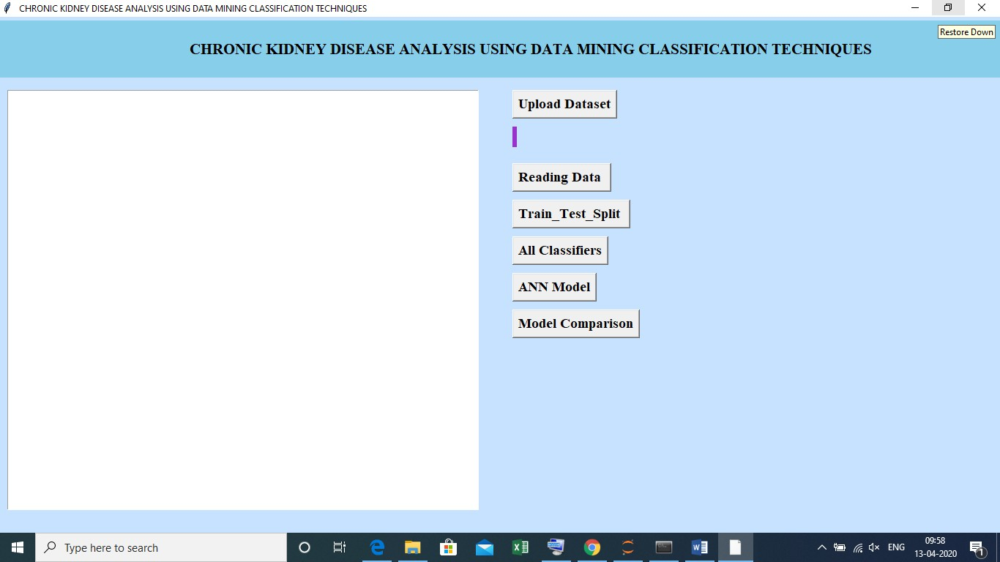 CHRONIC KIDNEY DISEASE ANALYSIS USING DATA MINING CLASSIFICATION TECHNIQUES
Restore Down
CHRONIC KIDNEY DISEASE ANALYSIS USING DATA MINING CLASSIFICATION TECHNIQUES
Upload Dataset
Reading Data
Train_Test_Split
All Classifiers
ANN Model
Model Comparison
Type here to search
ENG
09:58
13-04-2020
1